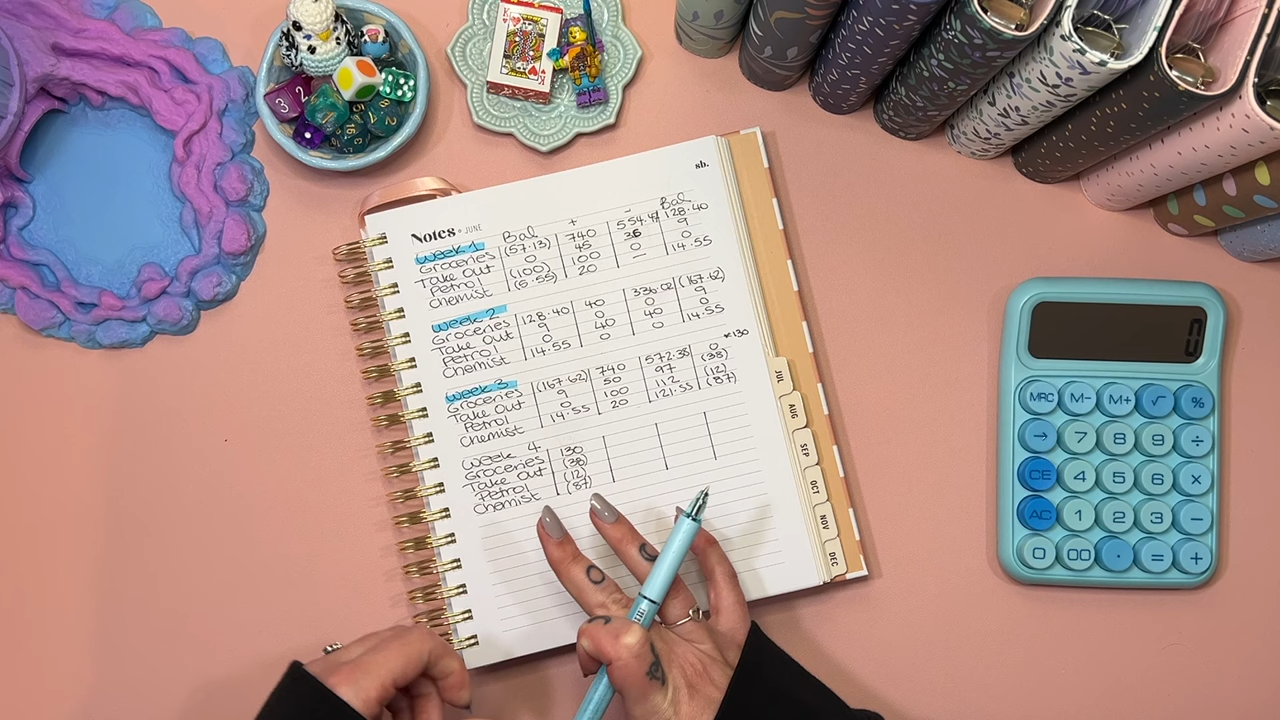 sb.
Notes JUNE
Bal + - Bal
Week 1
Groceries (57.13) 740 554.47 128.40
Take Out 0 45 36 9
Petrol (100) 100 0 0
Chemist (5.55) 20 — 14.55
Week 2
Groceries 128.40 40 336.02 (167.62)
Take Out 9 0 0 9
Petrol 0 40 40 0
Chemist 14.55 0 0 14.55
Week 3 *130
Groceries (167.62) 740 572.38 0
Take Out 9 50 97 (38)
Petrol 0 100 112 (12)
Chemist 14.55 20 121.55 (87)
Week 4
Groceries 130
Take Out (38)
Petrol (12)
Chemist (87)
JUL
AUG
SEP
OCT
NOV
DEC
K
0
MRC M- M+ √ %
→ 7 8 9 ÷
CE 4 5 6 ×
AC 1 2 3 −
0 00 · = +